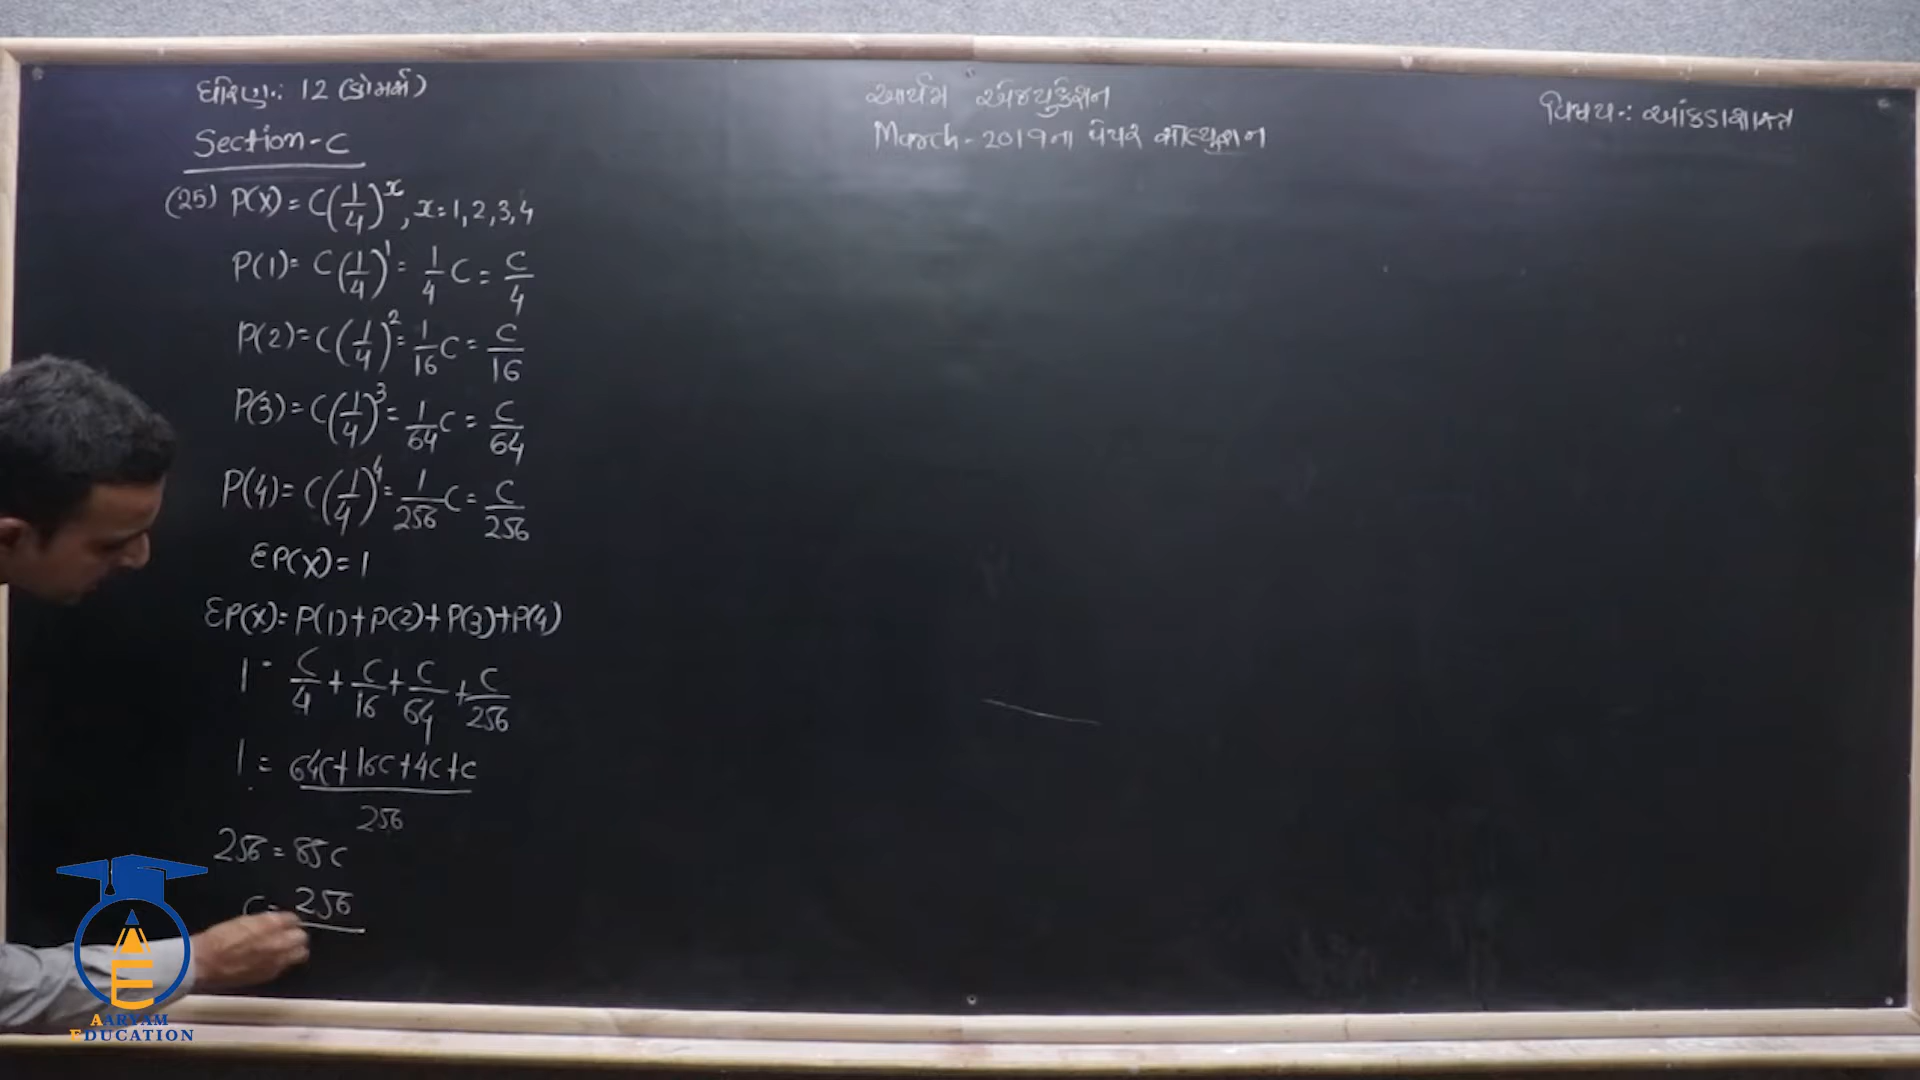 ધોરણ: 12 (કોમર્સ)
આર્યમ એજ્યુકેશન
March-2019ના પેપર સોલ્યુશન
વિષય: આંકડાશાસ્ત્ર
Section-C
(25) P(X) = C(1/4)^x, x=1,2,3,4
P(1)= C(1/4)^1 = 1/4 C = C/4
P(2)= C(1/4)^2 = 1/16 C = C/16
P(3)= C(1/4)^3 = 1/64 C = C/64
P(4)= C(1/4)^4 = 1/256 C = C/256
ΣP(X)=1
ΣP(X)= P(1)+P(2)+P(3)+P(4)
1 = C/4 + C/16 + C/64 + C/256
1 = (64C+16C+4C+C)/256
256 = 85C
C = 256
AARYAM
EDUCATION